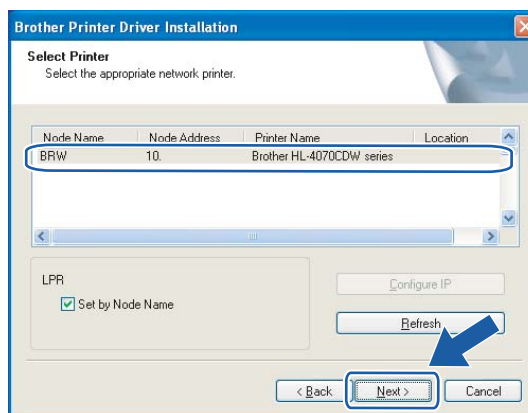 Brother Printer Driver Installation
Select Printer
Select the appropriate network printer.
Node Name Node Address Printer Name Location
BRW 10. Brother HL-4070CDW series
LPR
Set by Node Name
Configure IP
Refresh
< Back Next > Cancel